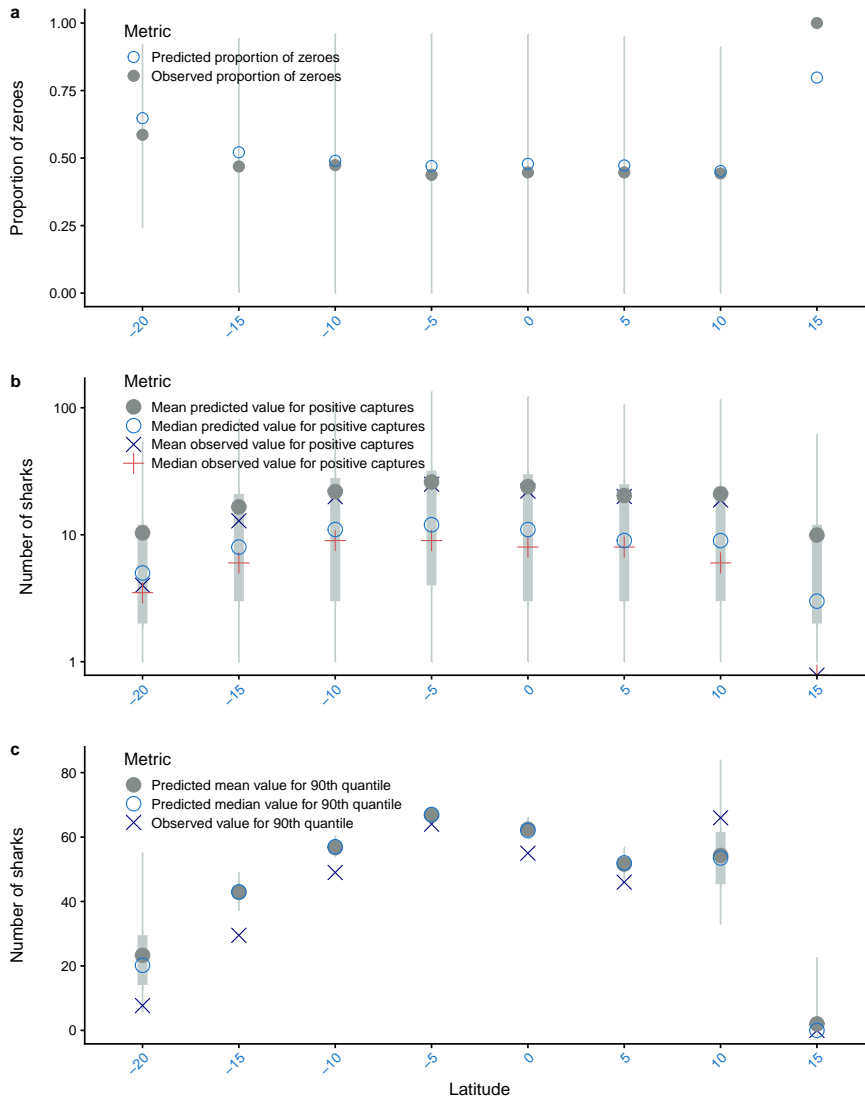 a
Metric
Predicted proportion of zeroes
Observed proportion of zeroes
Proportion of zeroes
1.00
0.75
0.50
0.25
0.00
−20
−15
−10
−5
0
5
10
15
b
Metric
Mean predicted value for positive captures
Median predicted value for positive captures
Mean observed value for positive captures
Median observed value for positive captures
Number of sharks
100
10
1
−20
−15
−10
−5
0
5
10
15
c
Metric
Predicted mean value for 90th quantile
Predicted median value for 90th quantile
Observed value for 90th quantile
Number of sharks
80
60
40
20
0
−20
−15
−10
−5
0
5
10
15
Latitude